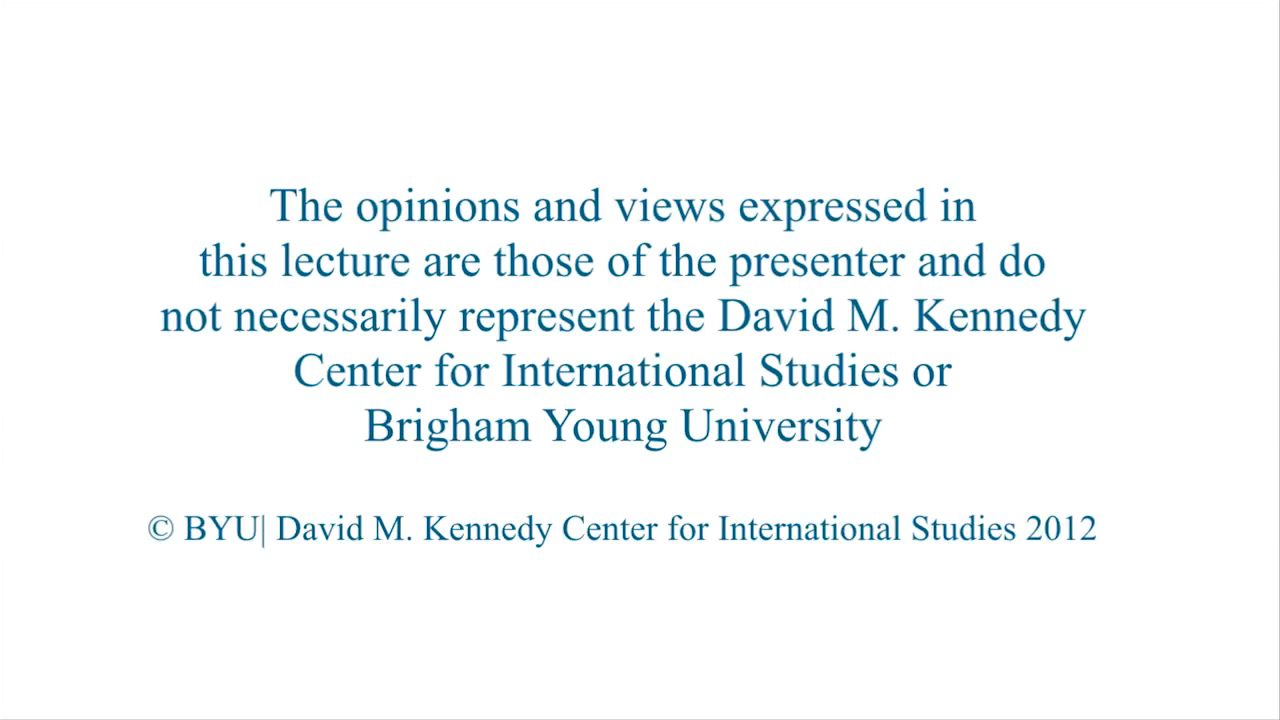 The opinions and views expressed in
this lecture are those of the presenter and do
not necessarily represent the David M. Kennedy
Center for International Studies or
Brigham Young University
© BYU| David M. Kennedy Center for International Studies 2012